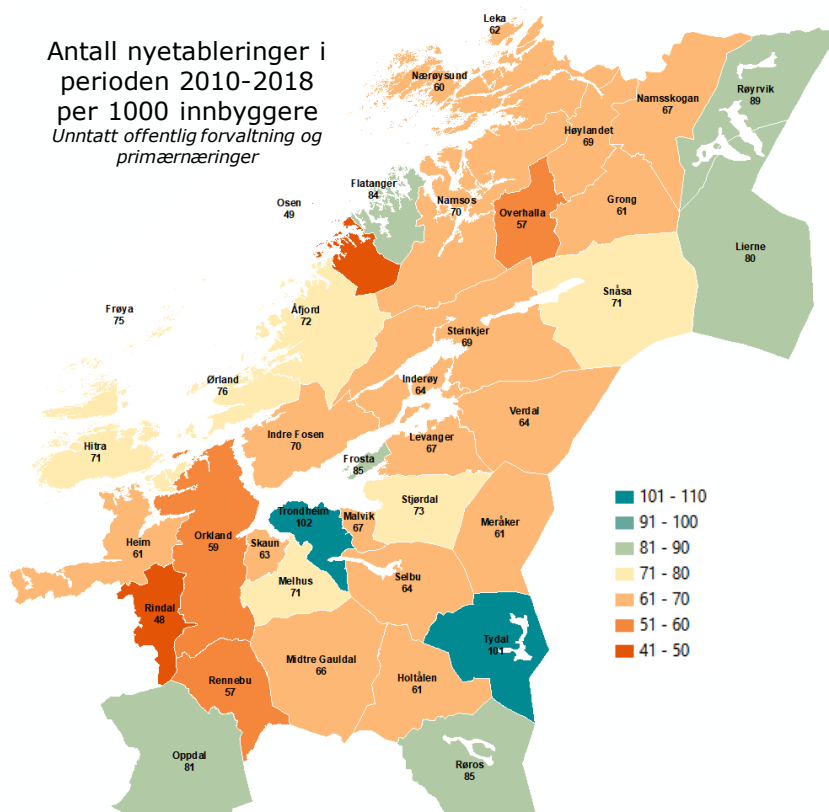 Antall nyetableringer i
perioden 2010-2018
per 1000 innbyggere
Unntatt offentlig forvaltning og
primærnæringer
Leka
62
Nærøysund
60
Røyrvik
89
Namsskogan
67
Høylandet
69
Flatanger
84
Osen
49
Namsos
70
Overhalla
57
Grong
61
Lierne
80
Snåsa
71
Frøya
75
Åfjord
72
Steinkjer
69
Ørland
76
Inderøy
64
Verdal
64
Hitra
71
Indre Fosen
70
Levanger
67
Frosta
85
Stjørdal
73
Trondheim
102
Malvik
67
Meråker
61
Heim
61
Orkland
59
Skaun
63
Melhus
71
Selbu
64
Rindal
48
Tydal
101
Midtre Gauldal
66
Rennebu
57
Holtålen
61
Oppdal
81
Røros
85
101 - 110
91 - 100
81 - 90
71 - 80
61 - 70
51 - 60
41 - 50